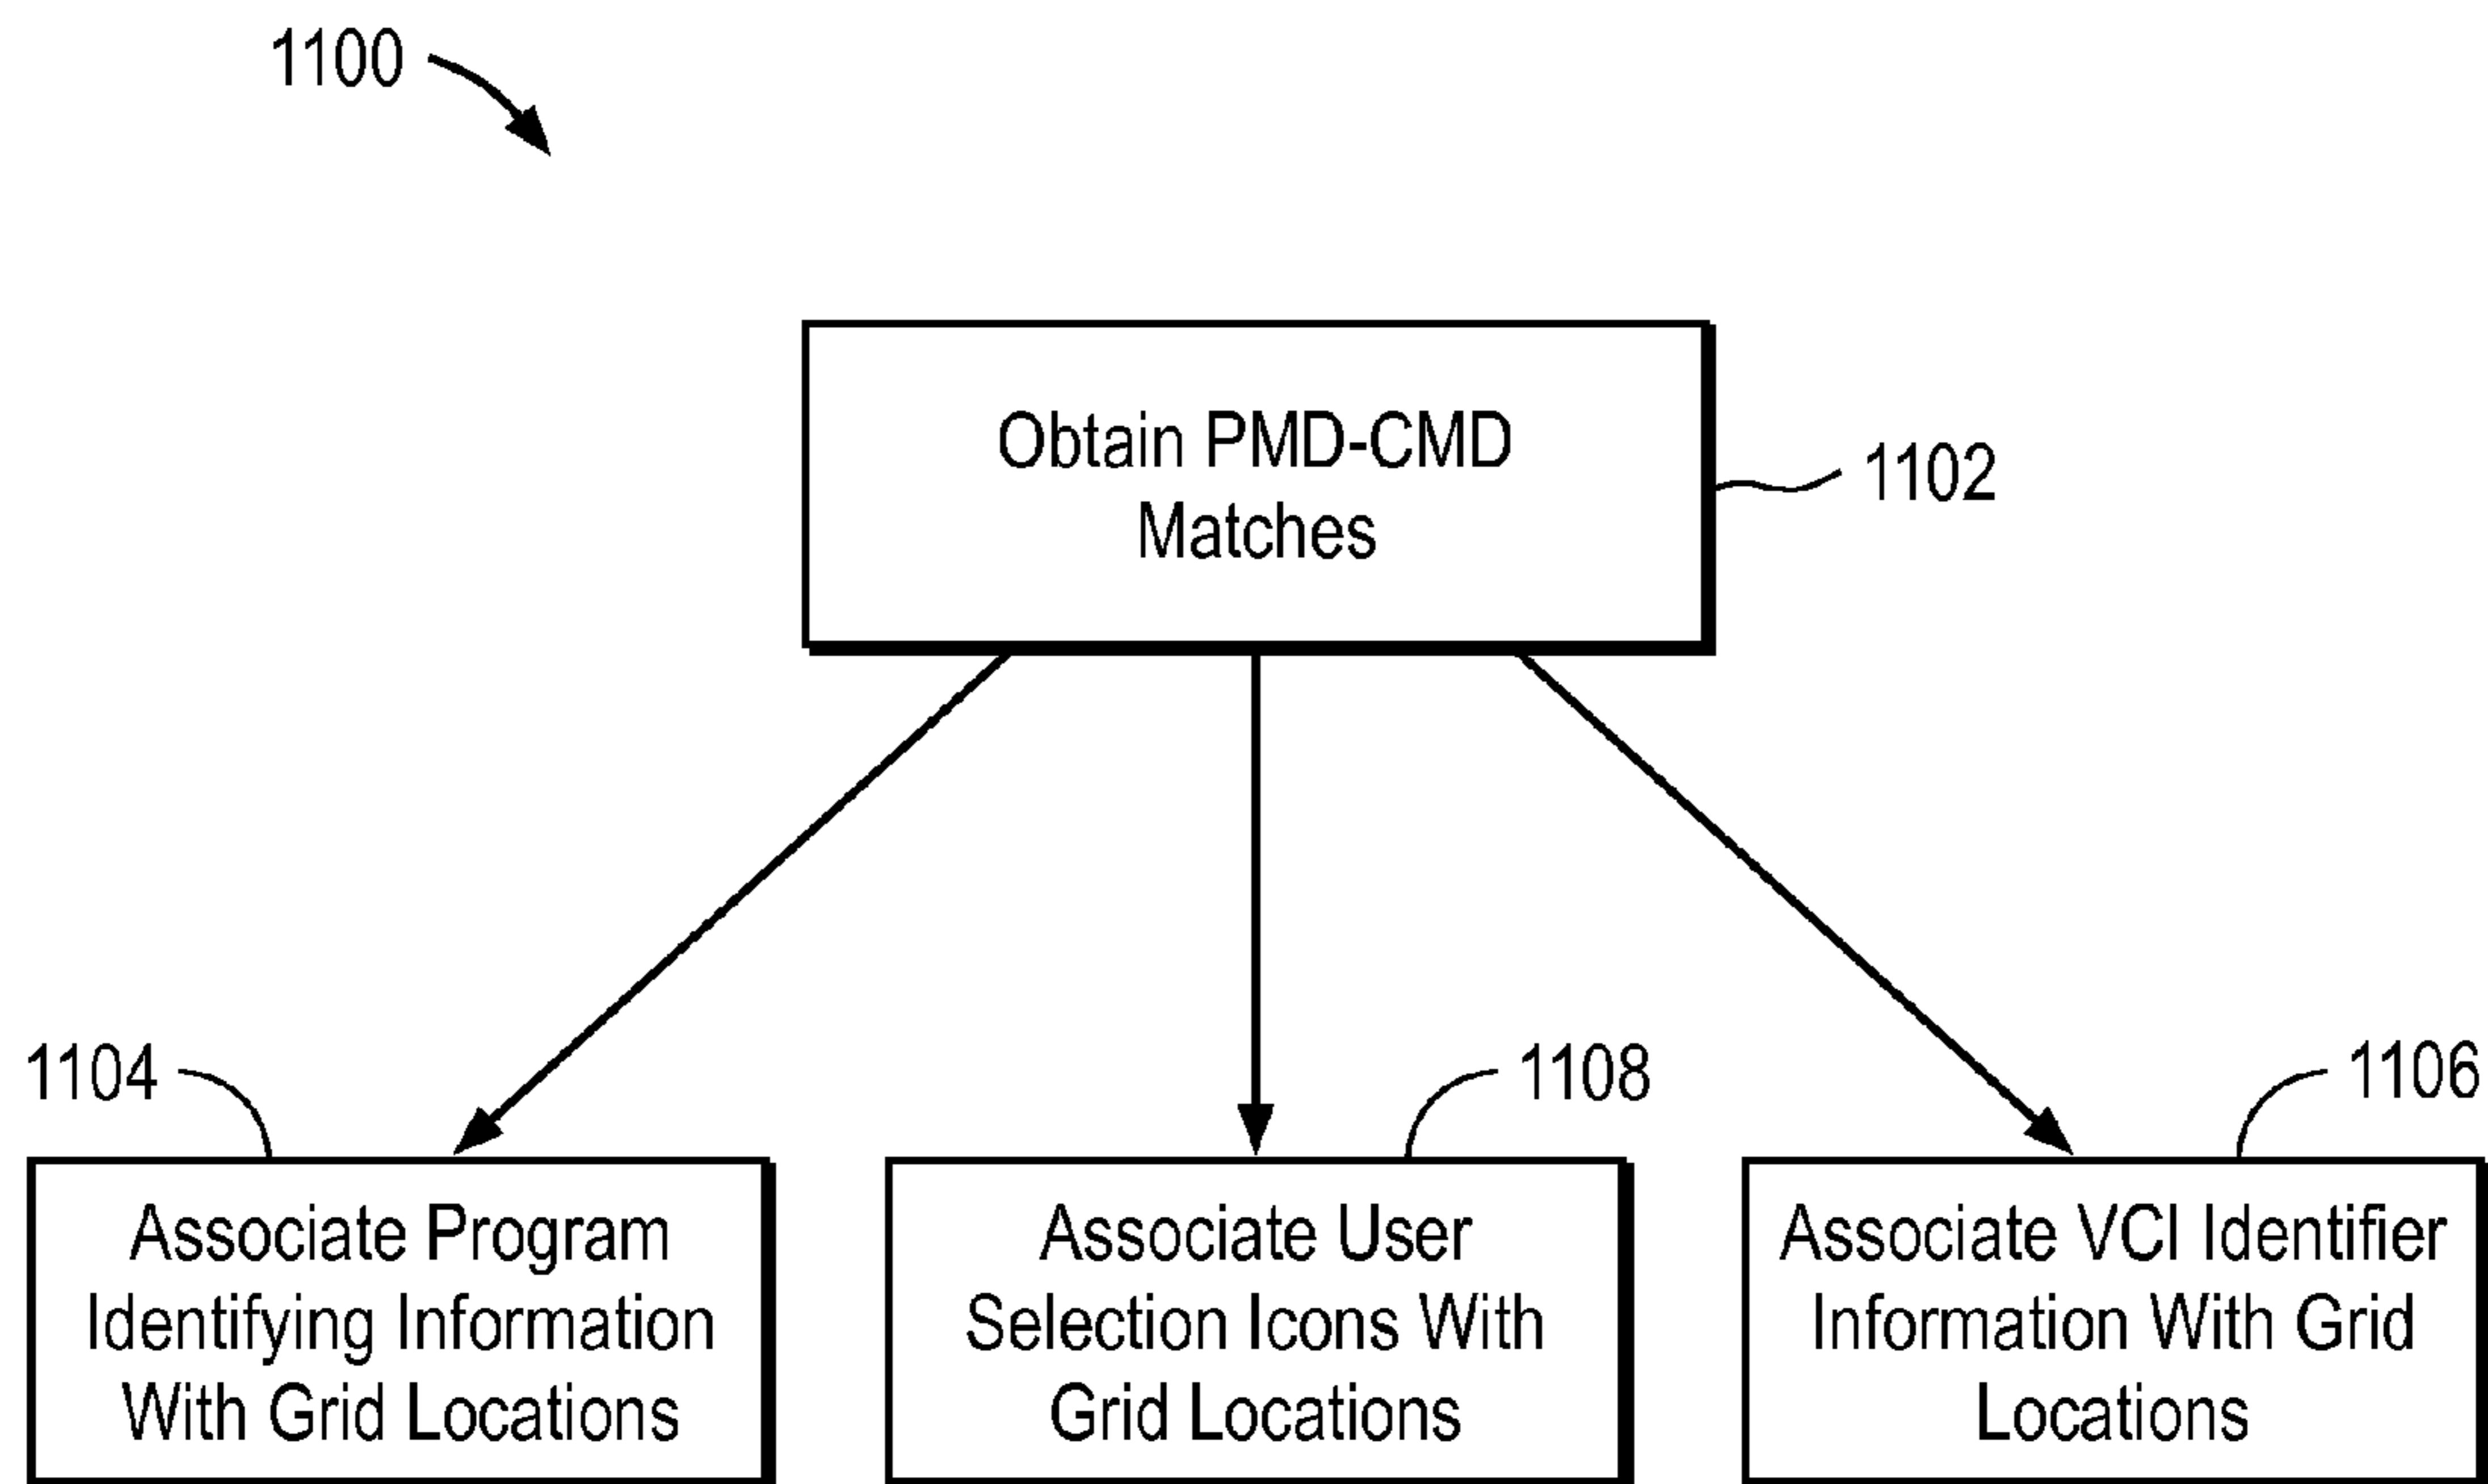 1100
Obtain PMD-CMD
Matches
1102
1104
1108
1106
Associate Program
Identifying Information
With Grid Locations
Associate User
Selection Icons With
Grid Locations
Associate VCI Identifier
Information With Grid
Locations